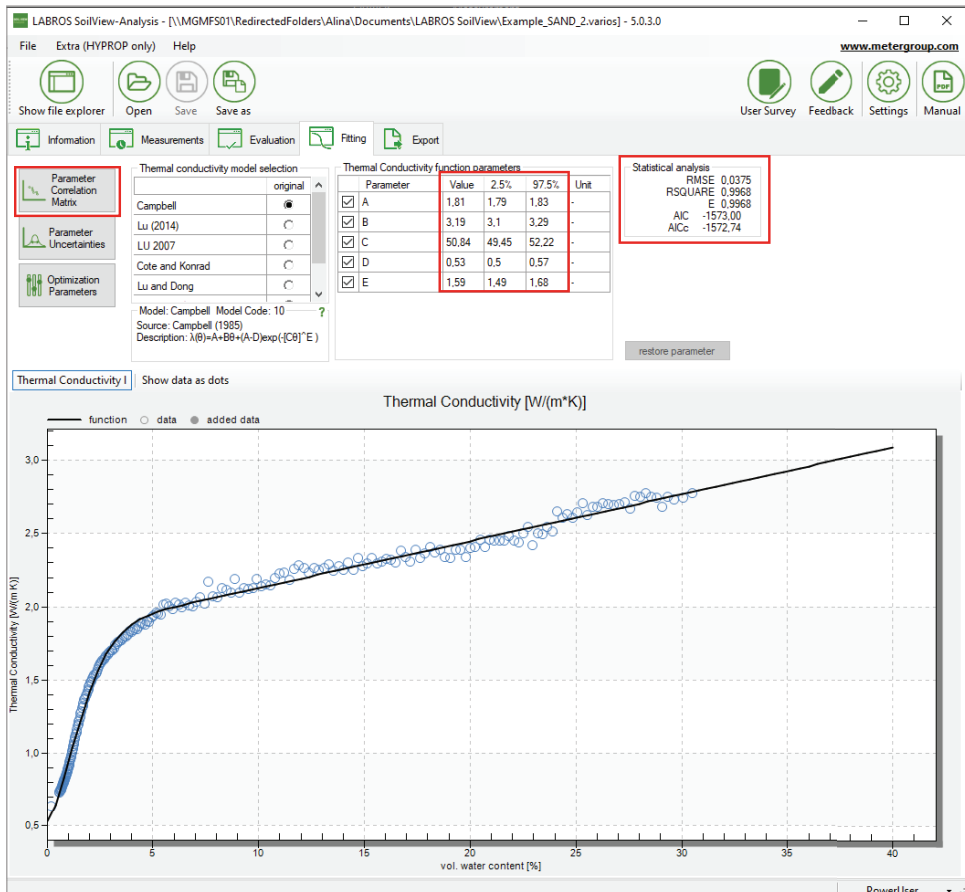 LABROS SoilView-Analysis - [\\MGMFS01\RedirectedFolders\Alina\Documents\LABROS SoilView\Example_SAND_2.varios] - 5.0.3.0
File Extra (HYPROP only) Help www.metergroup.com
Show file explorer Open Save Save as User Survey Feedback Settings Manual
Information Measurements Evaluation Fitting Export
Parameter
Correlation
Matrix
Parameter
Uncertainties
Optimization
Parameters
Thermal conductivity model selection
original
Campbell
Lu (2014)
LU 2007
Cote and Konrad
Lu and Dong
Model: Campbell Model Code: 10 ?
Source: Campbell (1985)
Description: λ(θ)=A+Bθ+(A-D)exp(-[Cθ]^E )
Thermal Conductivity function parameters
Parameter Value 2.5% 97.5% Unit
A 1,81 1,79 1,83 -
B 3,19 3,1 3,29 -
C 50,84 49,45 52,22 -
D 0,53 0,5 0,57 -
E 1,59 1,49 1,68 -
Statistical analysis
RMSE 0,0375
RSQUARE 0,9968
E 0,9968
AIC -1573,00
AICc -1572,74
restore parameter
Thermal Conductivity l Show data as dots
Thermal Conductivity [W/(m*K)]
function data added data
3,0
2,5
2,0
1,5
1,0
0,5
Thermal Conductivity [W/(m K)]
0 5 10 15 20 25 30 35 40
vol. water content [%]
PowerUser